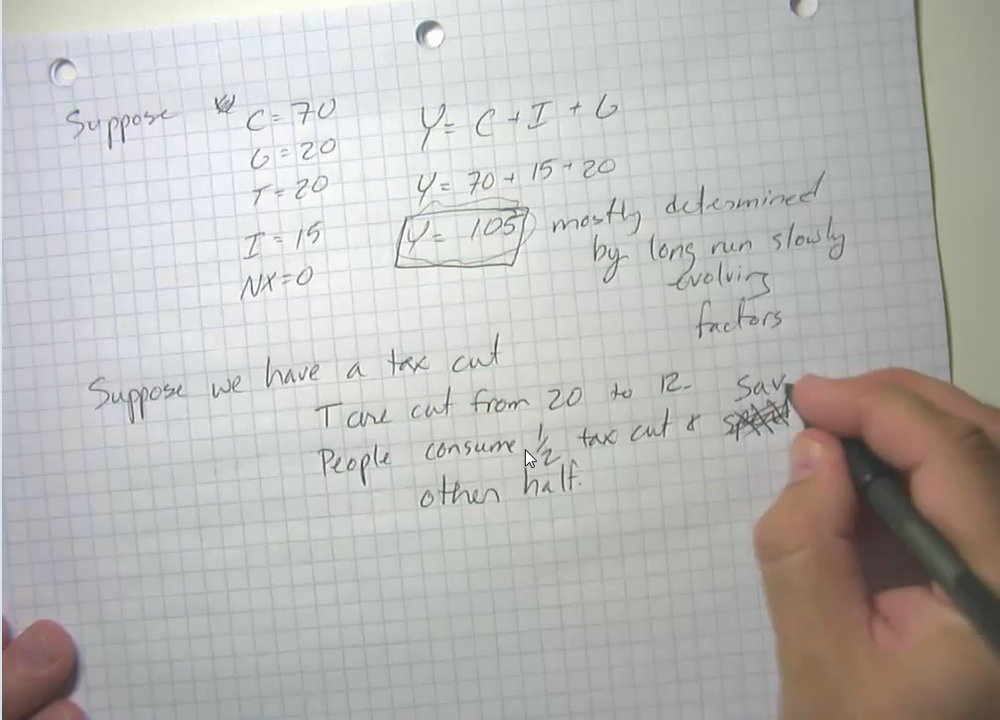 Suppose
C = 70
G = 20
T = 20
I = 15
NX = 0
Y = C + I + G
Y = 70 + 15 + 20
Y = 105
mostly determined
by long run slowly
evolving
factors
Suppose we have a tax cut
T are cut from 20 to 12.
People consume 1/2 tax cut & sav
other half.